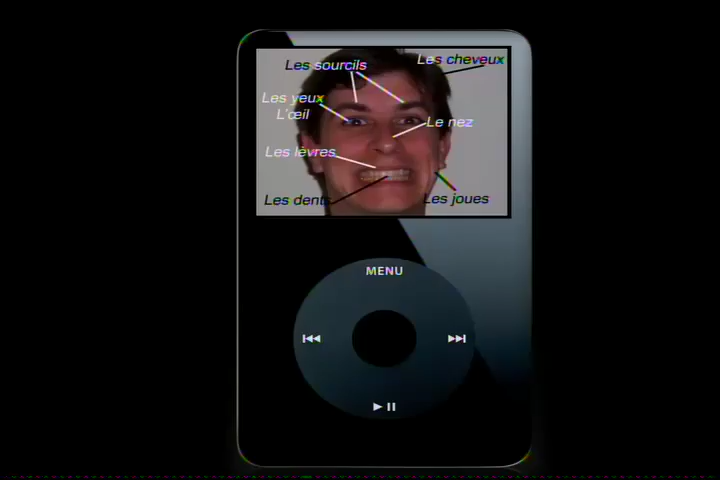 Les sourcils
Les cheveux
Les yeux
L'œil
Le nez
Les lèvres
Les dents
Les joues
MENU